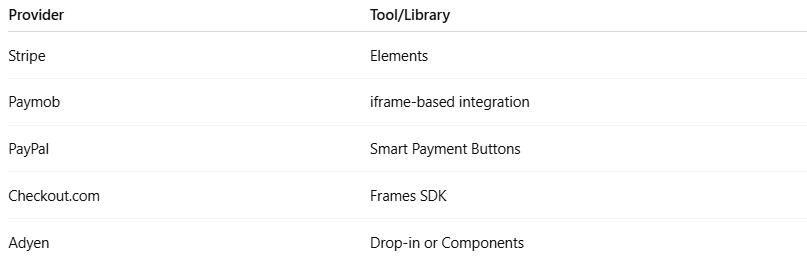 Provider Tool/Library
Stripe Elements
Paymob iframe-based integration
PayPal Smart Payment Buttons
Checkout.com Frames SDK
Adyen Drop-in or Components